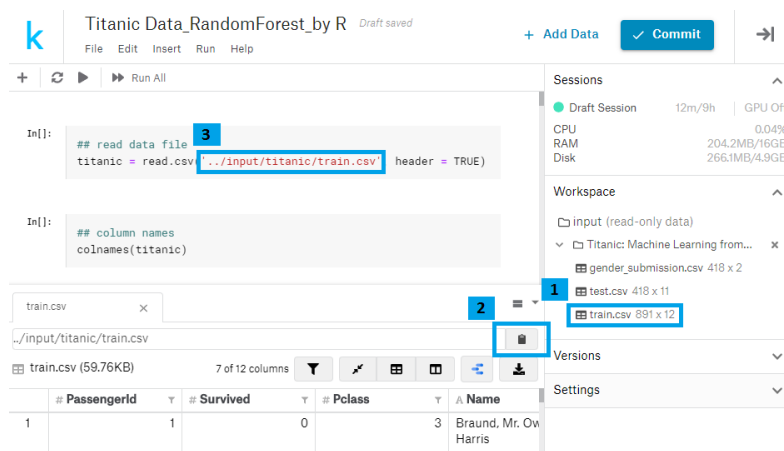 k
Titanic Data_RandomForest_by R Draft saved
File Edit Insert Run Help
+ Add Data
Commit
Run All
In[]:
3
## read data file
titanic = read.csv('../input/titanic/train.csv' header = TRUE)
In[]:
## column names
colnames(titanic)
train.csv
2
../input/titanic/train.csv
train.csv (59.76KB) 7 of 12 columns
# PassengerId # Survived # Pclass A Name
1 1 0 3 Braund, Mr. Ow
Harris
Sessions
Draft Session 12m/9h GPU Off
CPU 0.04%
RAM 204.2MB/16GB
Disk 266.1MB/4.9GB
Workspace
input (read-only data)
Titanic: Machine Learning from...
gender_submission.csv 418 x 2
1
test.csv 418 x 11
train.csv 891 x 12
Versions
Settings